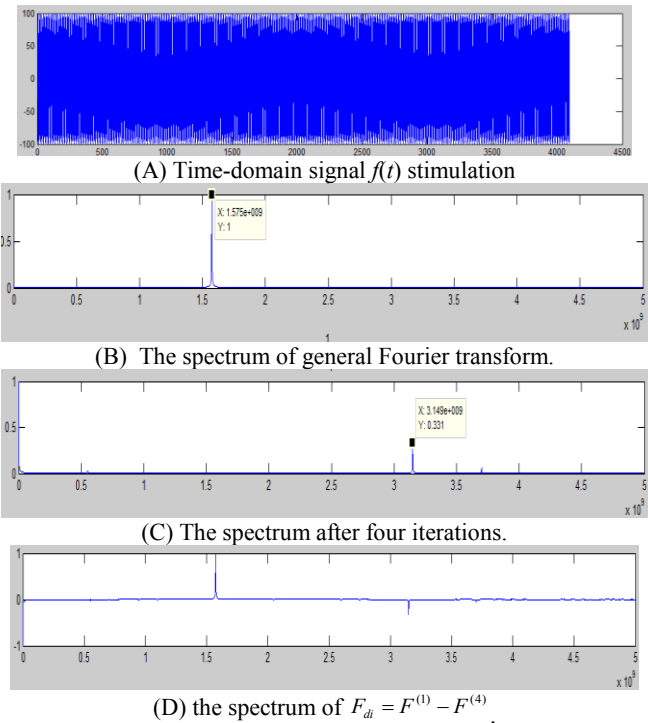 100
50
0
-50
-100
0 500 1000 1500 2000 2500 3000 3500 4000 4500
(A) Time-domain signal f(t) stimulation
1
0.5
0
X: 1.575e+009
Y: 1
0 0.5 1 1.5 2 2.5 3 3.5 4 4.5 5
x 10^9
1
(B) The spectrum of general Fourier transform.
1
0.5
0
X: 3.149e+009
Y: 0.331
0 0.5 1 1.5 2 2.5 3 3.5 4 4.5 5
x 10^9
(C) The spectrum after four iterations.
1
0
-1
0 0.5 1 1.5 2 2.5 3 3.5 4 4.5 5
x 10^9
(D) the spectrum of F_di = F^(1) − F^(4) .